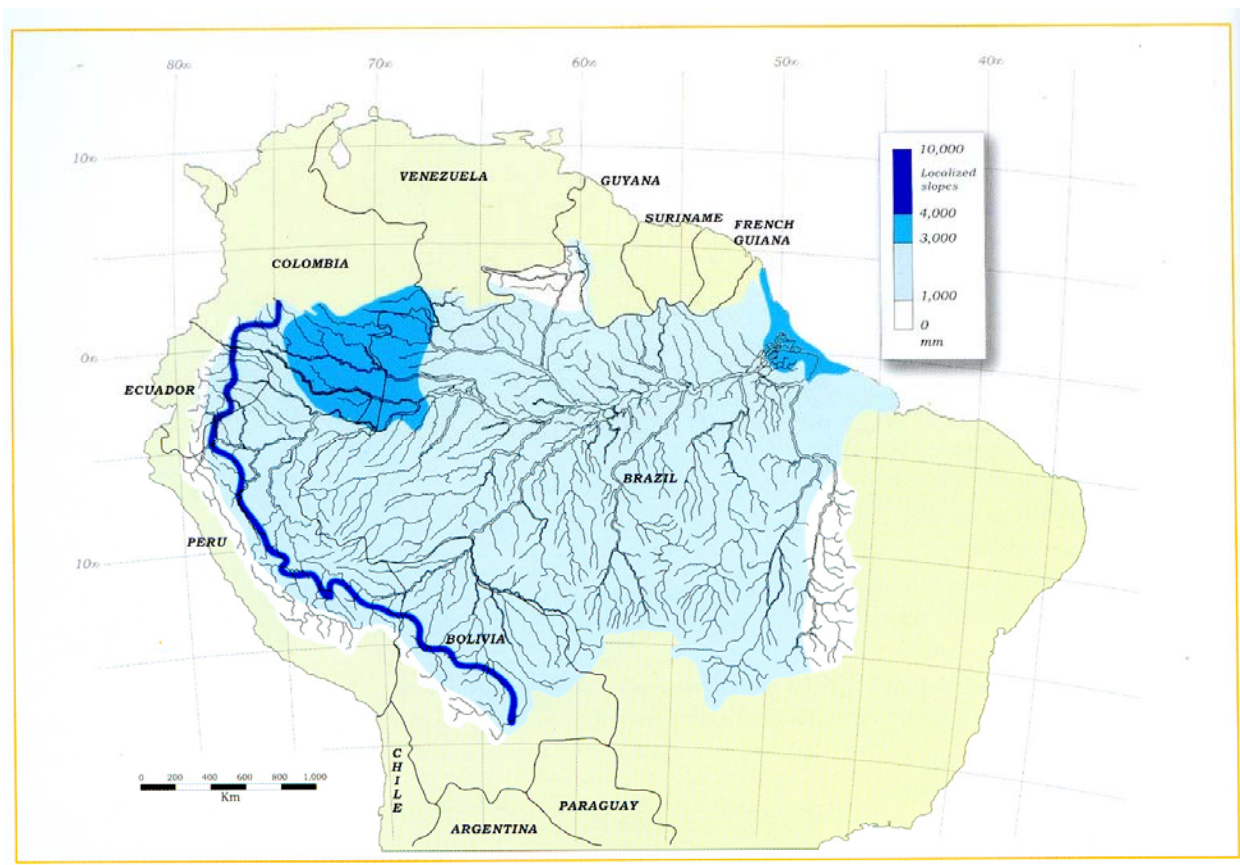 80∞
70∞
60∞
50∞
40∞
10∞
VENEZUELA
GUYANA
SURINAME
FRENCH
GUIANA
COLOMBIA
10,000
Localized
slopes
4,000
3,000
1,000
0
mm
0∞
ECUADOR
BRAZIL
PERU
10∞
BOLIVIA
CHILE
PARAGUAY
ARGENTINA
0 200 400 600 800 1,000
Km